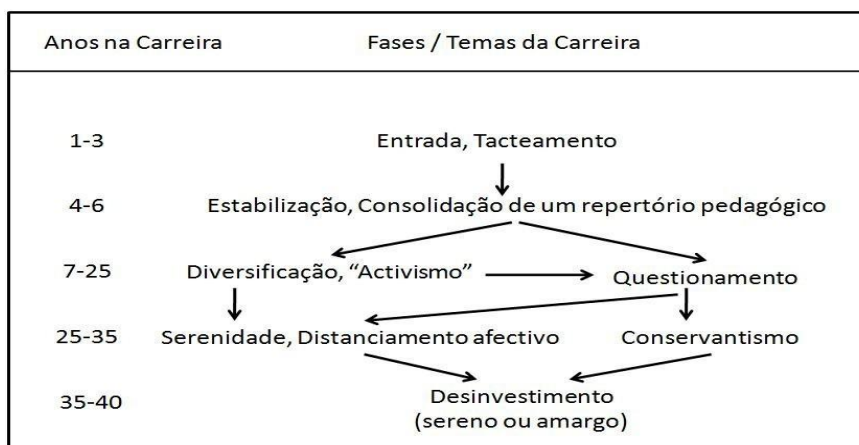 Anos na Carreira Fases / Temas da Carreira
1-3 Entrada, Tacteamento
4-6 Estabilização, Consolidação de um repertório pedagógico
7-25 Diversificação, “Activismo” Questionamento
25-35 Serenidade, Distanciamento afectivo Conservantismo
35-40 Desinvestimento
(sereno ou amargo)